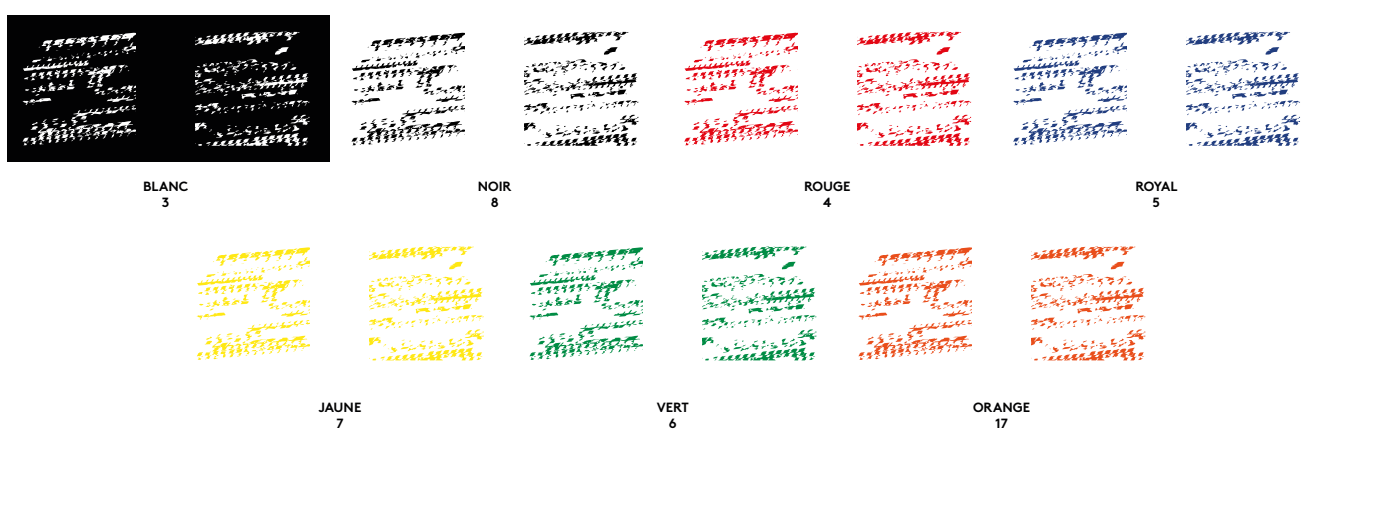 BLANC
3
NOIR
8
ROUGE
4
ROYAL
5
JAUNE
7
VERT
6
ORANGE
17